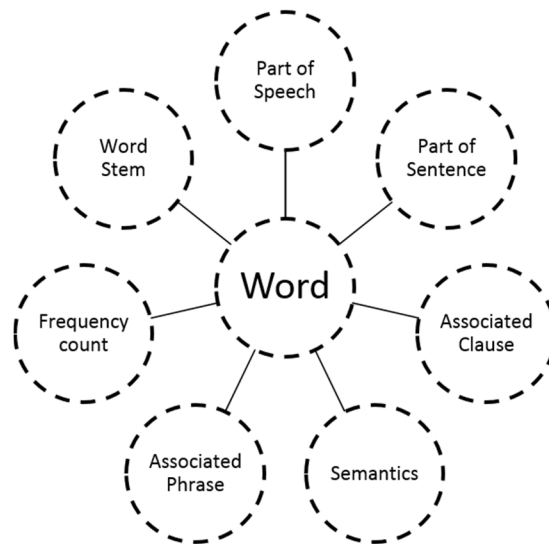 Part of
Speech
Word
Stem
Part of
Sentence
Word
Frequency
count
Associated
Clause
Associated
Phrase
Semantics